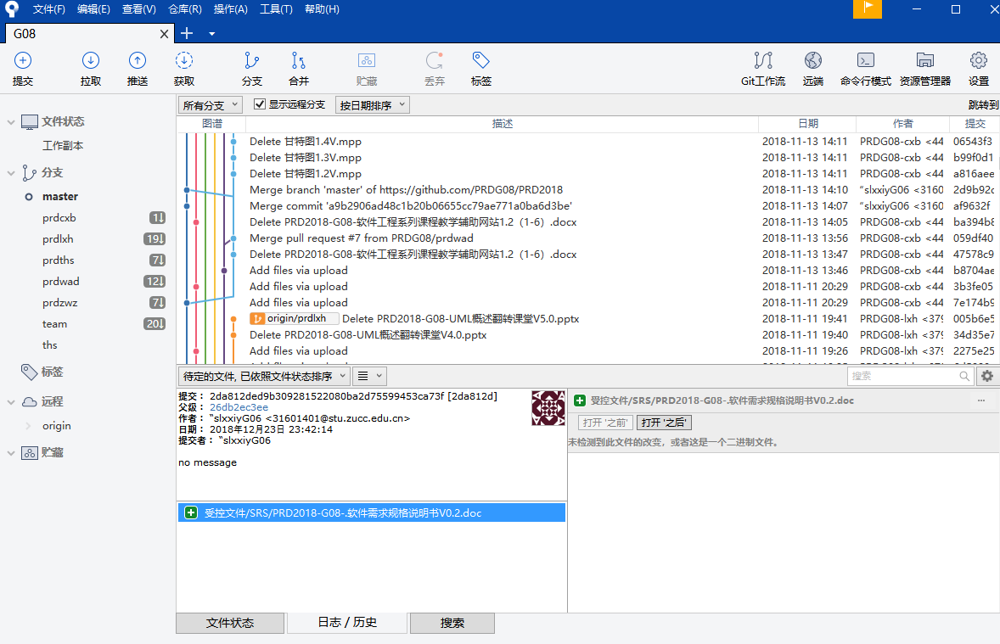 文件(F) 编辑(E) 查看(V) 仓库(R) 操作(A) 工具(T) 帮助(H)
G08
提交 拉取 推送 获取 分支 合并 贮藏 丢弃 标签 Git工作流 远端 命令行模式 资源管理器 设置
所有分支 显示远程分支 按日期排序 跳转到
文件状态
工作副本
分支
master
prdcxb 1↓
prdlxh 19↓
prdths 7↓
prdwad 12↓
prdzwz 7↓
team 20↓
ths
标签
远程
origin
贮藏
图谱 描述 日期 作者 提交
Delete 甘特图1.4V.mpp 2018-11-13 14:11 PRDG08-cxb <44 06543f3
Delete 甘特图1.3V.mpp 2018-11-13 14:11 PRDG08-cxb <44 b99f0d1
Delete 甘特图1.2V.mpp 2018-11-13 14:11 PRDG08-cxb <44 a816aee
Merge branch 'master' of https://github.com/PRDG08/PRD2018 2018-11-13 14:10 “slxxiyG06 <3160 2d9b92c
Merge commit 'a9b2906ad48c1b20b06655cc79ae771a0ba6d3be' 2018-11-13 14:07 “slxxiyG06 <3160 af9632f
Delete PRD2018-G08-软件工程系列课程教学辅助网站1.2（1-6）.docx 2018-11-13 14:05 PRDG08-cxb <44 ba394b8
Merge pull request #7 from PRDG08/prdwad 2018-11-13 13:56 PRDG08-cxb <44 059df40
Delete PRD2018-G08-软件工程系列课程教学辅助网站1.2（1-6）.docx 2018-11-13 13:47 PRDG08-cxb <44 47578c9
Add files via upload 2018-11-13 13:46 PRDG08-cxb <44 b8704ae
Add files via upload 2018-11-11 20:29 PRDG08-cxb <44 3b3fe05
Add files via upload 2018-11-11 20:29 PRDG08-cxb <44 7e174b9
origin/prdlxh Delete PRD2018-G08-UML概述翻转课堂V5.0.pptx 2018-11-11 19:41 PRDG08-lxh <379 005b6e5
Delete PRD2018-G08-UML概述翻转课堂V4.0.pptx 2018-11-11 19:40 PRDG08-lxh <379 34d35e7
Add files via upload 2018-11-11 19:26 PRDG08-lxh <379 2275e25
待定的文件, 已依照文件状态排序 搜索
提交： 2da812ded9b309281522080ba2d75599453ca73f [2da812d]
父级： 26db2ec3ee
作者： “slxxiyG06 <31601401@stu.zucc.edu.cn>
日期： 2018年12月23日 23:42:14
提交者： “slxxiyG06
no message
受控文件/SRS/PRD2018-G08-.软件需求规格说明书V0.2.doc
受控文件/SRS/PRD2018-G08-.软件需求规格说明书V0.2.doc ...
打开 '之前' 打开 '之后'
未检测到此文件的改变，或者这是一个二进制文件。
文件状态 日志 / 历史 搜索